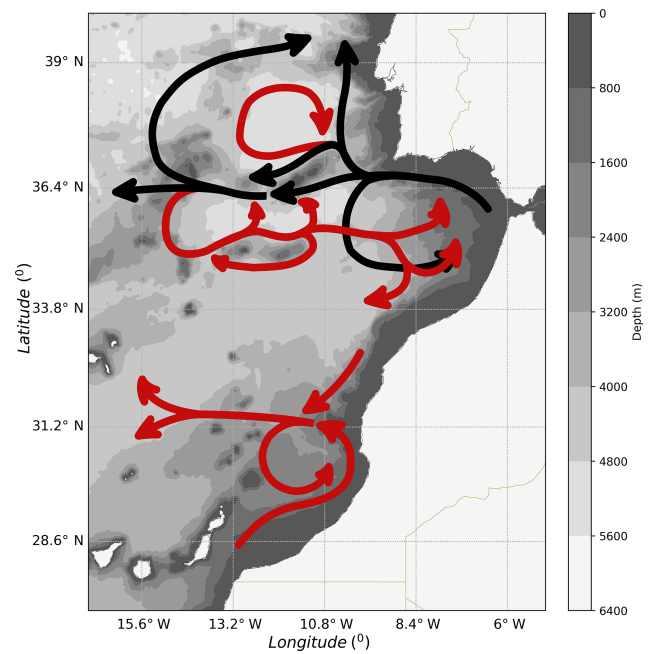 39° N
36.4° N
33.8° N
31.2° N
28.6° N
Latitude (⁰)
15.6° W
13.2° W
10.8° W
8.4° W
6° W
Longitude (⁰)
0
800
1600
2400
3200
4000
4800
5600
6400
Depth (m)